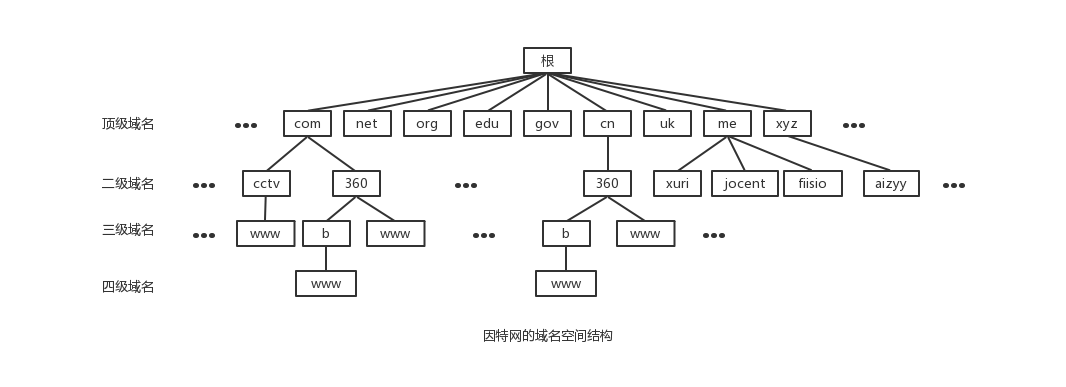 根
顶级域名 ••• com net org edu gov cn uk me xyz •••
二级域名 ••• cctv 360 ••• 360 xuri jocent fiisio aizyy •••
三级域名 ••• www b www ••• b www •••
四级域名 www www
因特网的域名空间结构